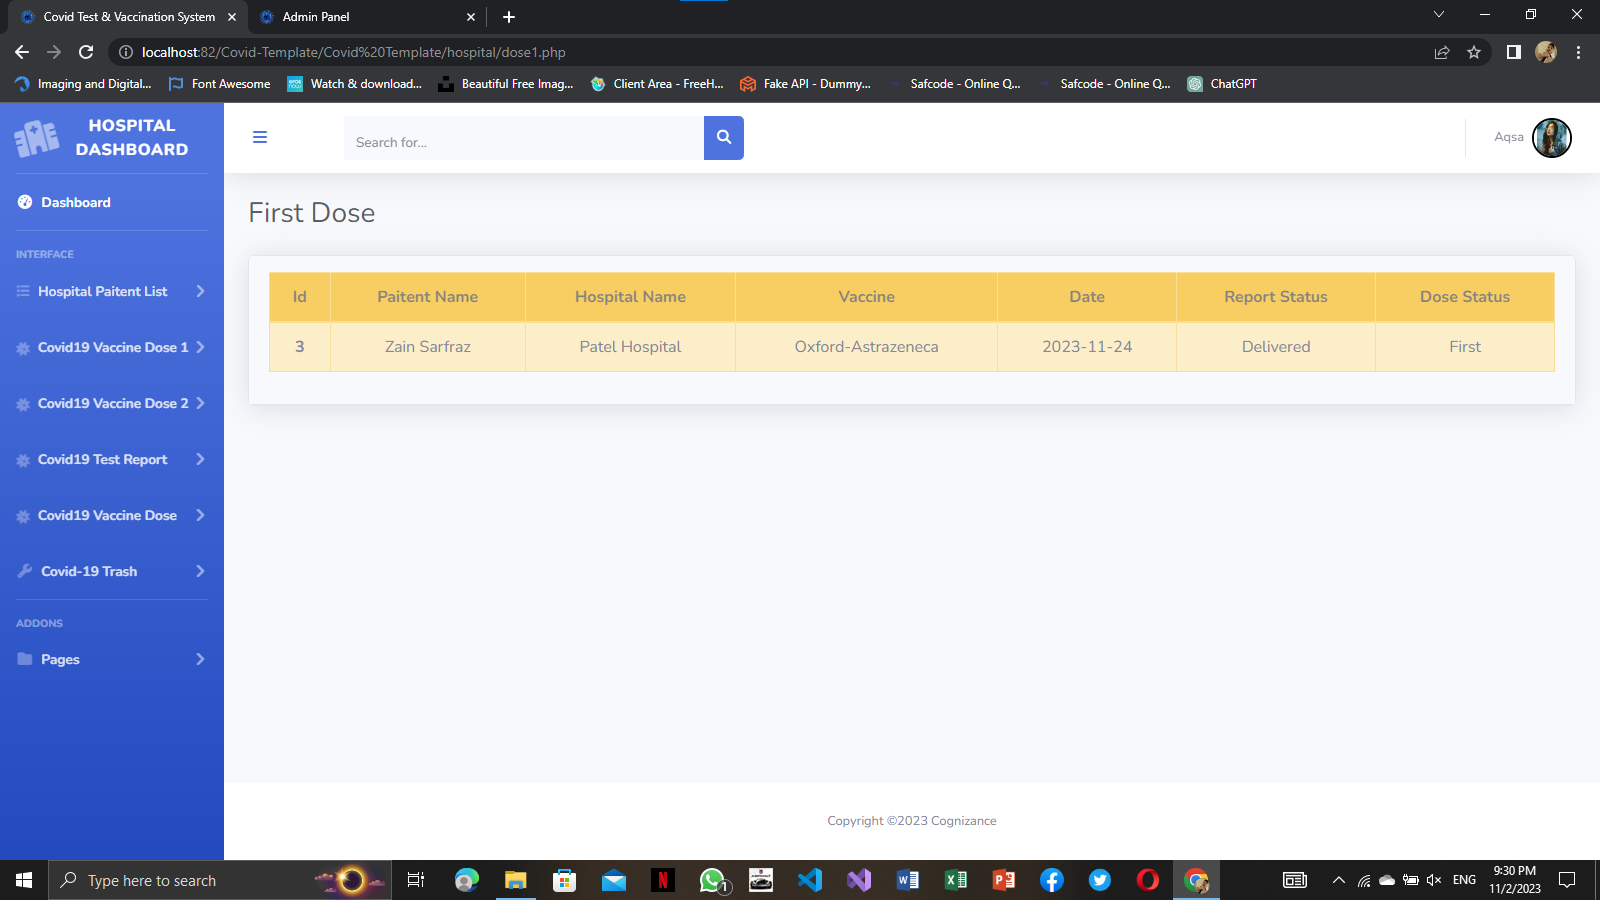 Covid Test & Vaccination System
Admin Panel
localhost:82/Covid-Template/Covid%20Template/hospital/dose1.php
Imaging and Digital...
Font Awesome
Watch & download...
Beautiful Free Imag...
Client Area - FreeH...
Fake API - Dummy...
Safcode - Online Q...
Safcode - Online Q...
ChatGPT
HOSPITAL
DASHBOARD
Search for...
Aqsa
Dashboard
INTERFACE
Hospital Paitent List
Covid19 Vaccine Dose 1
Covid19 Vaccine Dose 2
Covid19 Test Report
Covid19 Vaccine Dose
Covid-19 Trash
ADDONS
Pages
First Dose
Id Paitent Name Hospital Name Vaccine Date Report Status Dose Status
3 Zain Sarfraz Patel Hospital Oxford-Astrazeneca 2023-11-24 Delivered First
Copyright ©2023 Cognizance
Type here to search
1
ENG
9:30 PM
11/2/2023